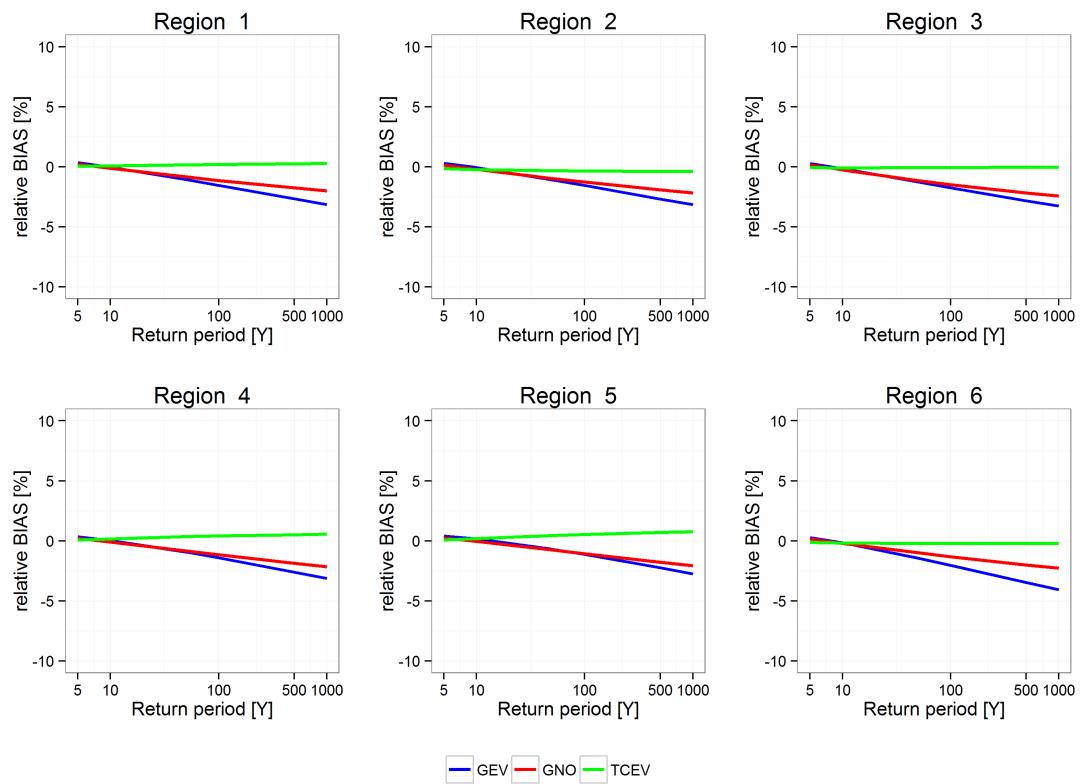 Region 1 Region 2 Region 3
relative BIAS [%] relative BIAS [%] relative BIAS [%]
10 10 10
5 5 5
0 0 0
-5 -5 -5
-10 -10 -10
5 10 100 500 1000 5 10 100 500 1000 5 10 100 500 1000
Return period [Y] Return period [Y] Return period [Y]
Region 4 Region 5 Region 6
relative BIAS [%] relative BIAS [%] relative BIAS [%]
10 10 10
5 5 5
0 0 0
-5 -5 -5
-10 -10 -10
5 10 100 500 1000 5 10 100 500 1000 5 10 100 500 1000
Return period [Y] Return period [Y] Return period [Y]
GEV GNO TCEV